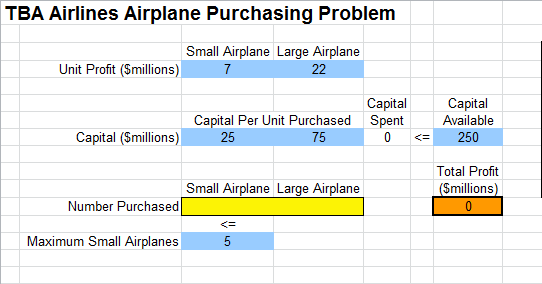 TBA Airlines Airplane Purchasing Problem
Small Airplane Large Airplane
Unit Profit ($millions) 7 22
Capital Capital
Capital Per Unit Purchased Spent Available
Capital ($millions) 25 75 0 <= 250
Total Profit
Small Airplane Large Airplane ($millions)
Number Purchased 0
<=
Maximum Small Airplanes 5